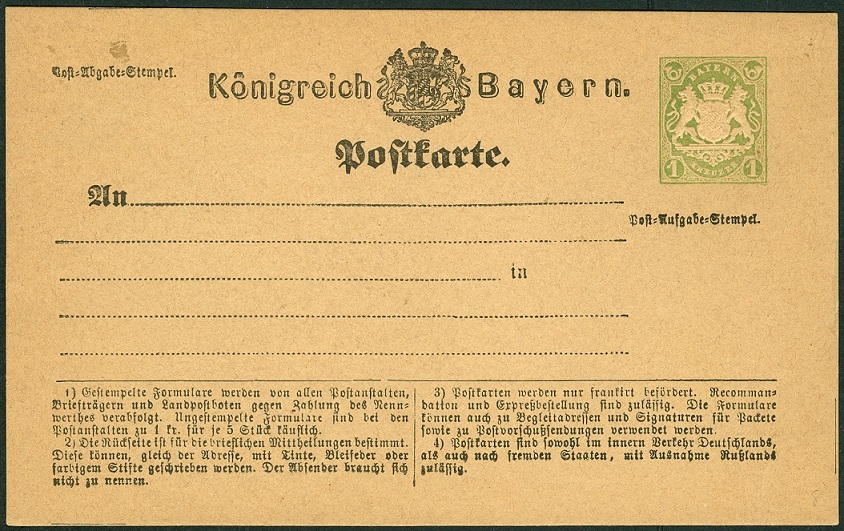 Post-Abgabe-Stempel.
Königreich Bayern.
BAYERN
1 KREUZER 1
Postkarte.
An
Post-Aufgabe-Stempel.
in
1) Gestempelte Formulare werden von allen Postanstalten,
Briefträgern und Landpostboten gegen Zahlung des Nenn-
werthes verabfolgt. Ungestempelte Formulare sind bei den
Postanstalten zu 1 kr. für je 5 Stück käuflich.
2) Die Rückseite ist für die brieflichen Mittheilungen bestimmt.
Diese können, gleich der Adresse, mit Tinte, Bleifeder oder
farbigem Stifte geschrieben werden. Der Absender braucht sich
nicht zu nennen.
3) Postkarten werden nur frankirt befördert. Recomman-
dation und Expreßbestellung sind zulässig. Die Formulare
können auch zu Begleitadressen und Signaturen für Packete
sowie zu Postvorschußsendungen verwendet werden.
4) Postkarten sind sowohl im innern Verkehr Deutschlands,
als auch nach fremden Staaten, mit Ausnahme Rußlands
zulässig.